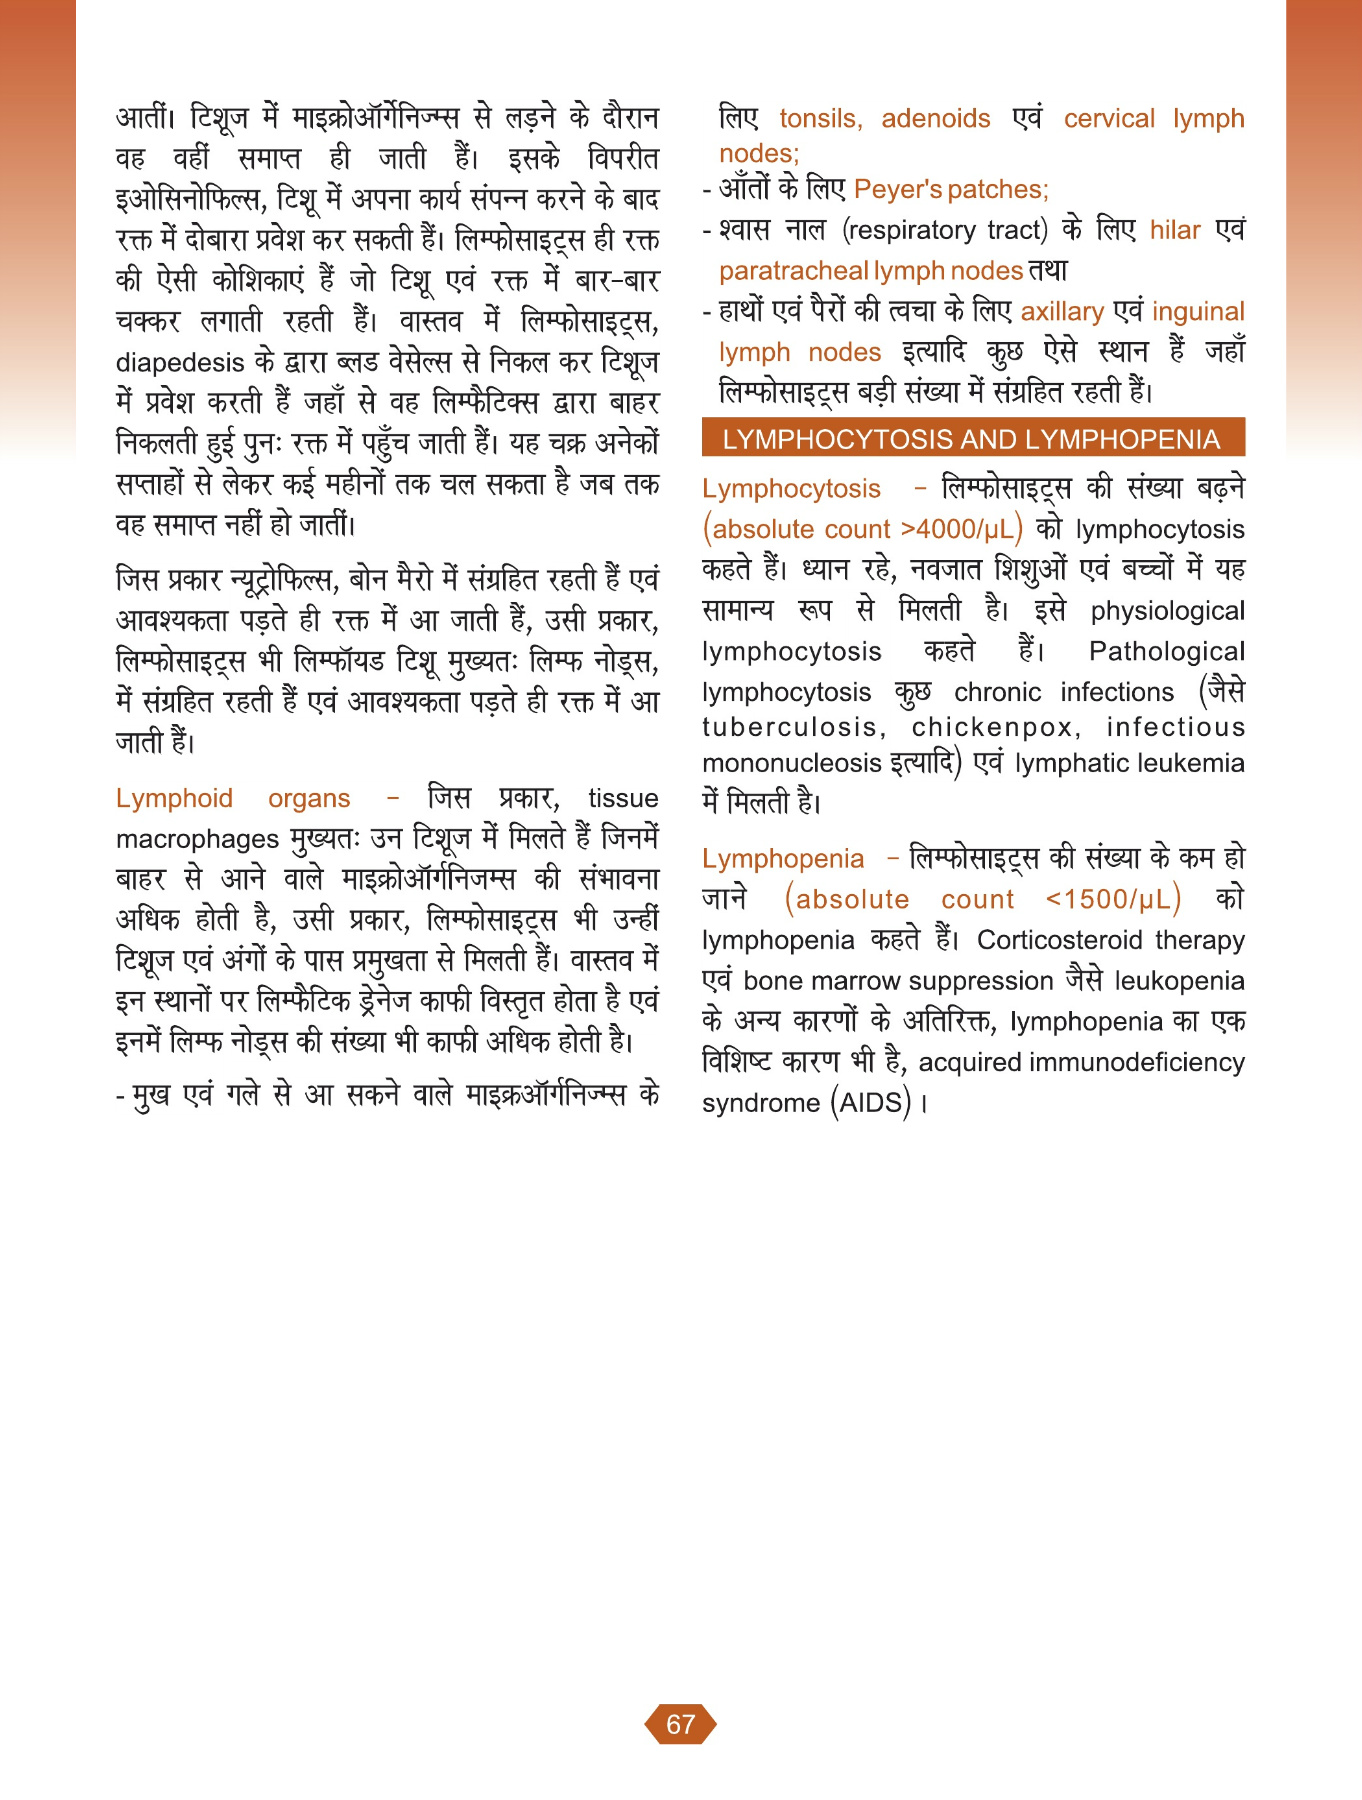 आतीं। टिशूज में माइक्रोऑर्गेनिज्म्स से लड़ने के दौरान
वह वहीं समाप्त ही जाती हैं। इसके विपरीत
इओसिनोफिल्स, टिशू में अपना कार्य संपन्न करने के बाद
रक्त में दोबारा प्रवेश कर सकती हैं। लिम्फोसाइट्स ही रक्त
की ऐसी कोशिकाएं हैं जो टिशू एवं रक्त में बार-बार
चक्कर लगाती रहती हैं। वास्तव में लिम्फोसाइट्स,
diapedesis के द्वारा ब्लड वेसेल्स से निकल कर टिशूज
में प्रवेश करती हैं जहाँ से वह लिम्फैटिक्स द्वारा बाहर
निकलती हुई पुनः रक्त में पहुँच जाती हैं। यह चक्र अनेकों
सप्ताहों से लेकर कई महीनों तक चल सकता है जब तक
वह समाप्त नहीं हो जातीं।
जिस प्रकार न्यूट्रोफिल्स, बोन मैरो में संग्रहित रहती हैं एवं
आवश्यकता पड़ते ही रक्त में आ जाती हैं, उसी प्रकार,
लिम्फोसाइट्स भी लिम्फॉयड टिशू मुख्यतः लिम्फ नोड्स,
में संग्रहित रहती हैं एवं आवश्यकता पड़ते ही रक्त में आ
जाती हैं।
Lymphoid organs – जिस प्रकार, tissue
macrophages मुख्यतः उन टिशूज में मिलते हैं जिनमें
बाहर से आने वाले माइक्रोऑर्गनिजम्स की संभावना
अधिक होती है, उसी प्रकार, लिम्फोसाइट्स भी उन्हीं
टिशूज एवं अंगों के पास प्रमुखता से मिलती हैं। वास्तव में
इन स्थानों पर लिम्फैटिक ड्रेनेज काफी विस्तृत होता है एवं
इनमें लिम्फ नोड्स की संख्या भी काफी अधिक होती है।
- मुख एवं गले से आ सकने वाले माइक्रऑर्गनिज्म्स के
लिए tonsils, adenoids एवं cervical lymph
nodes;
- आँतों के लिए Peyer's patches;
- श्वास नाल (respiratory tract) के लिए hilar एवं
paratracheal lymph nodes तथा
- हाथों एवं पैरों की त्वचा के लिए axillary एवं inguinal
lymph nodes इत्यादि कुछ ऐसे स्थान हैं जहाँ
लिम्फोसाइट्स बड़ी संख्या में संग्रहित रहती हैं।
LYMPHOCYTOSIS AND LYMPHOPENIA
Lymphocytosis – लिम्फोसाइट्स की संख्या बढ़ने
(absolute count >4000/µL) को lymphocytosis
कहते हैं। ध्यान रहे, नवजात शिशुओं एवं बच्चों में यह
सामान्य रूप से मिलती है। इसे physiological
lymphocytosis कहते हैं। Pathological
lymphocytosis कुछ chronic infections (जैसे
tuberculosis, chickenpox, infectious
mononucleosis इत्यादि) एवं lymphatic leukemia
में मिलती है।
Lymphopenia – लिम्फोसाइट्स की संख्या के कम हो
जाने (absolute count <1500/µL) को
lymphopenia कहते हैं। Corticosteroid therapy
एवं bone marrow suppression जैसे leukopenia
के अन्य कारणों के अतिरिक्त, lymphopenia का एक
विशिष्ट कारण भी है, acquired immunodeficiency
syndrome (AIDS) ।
67